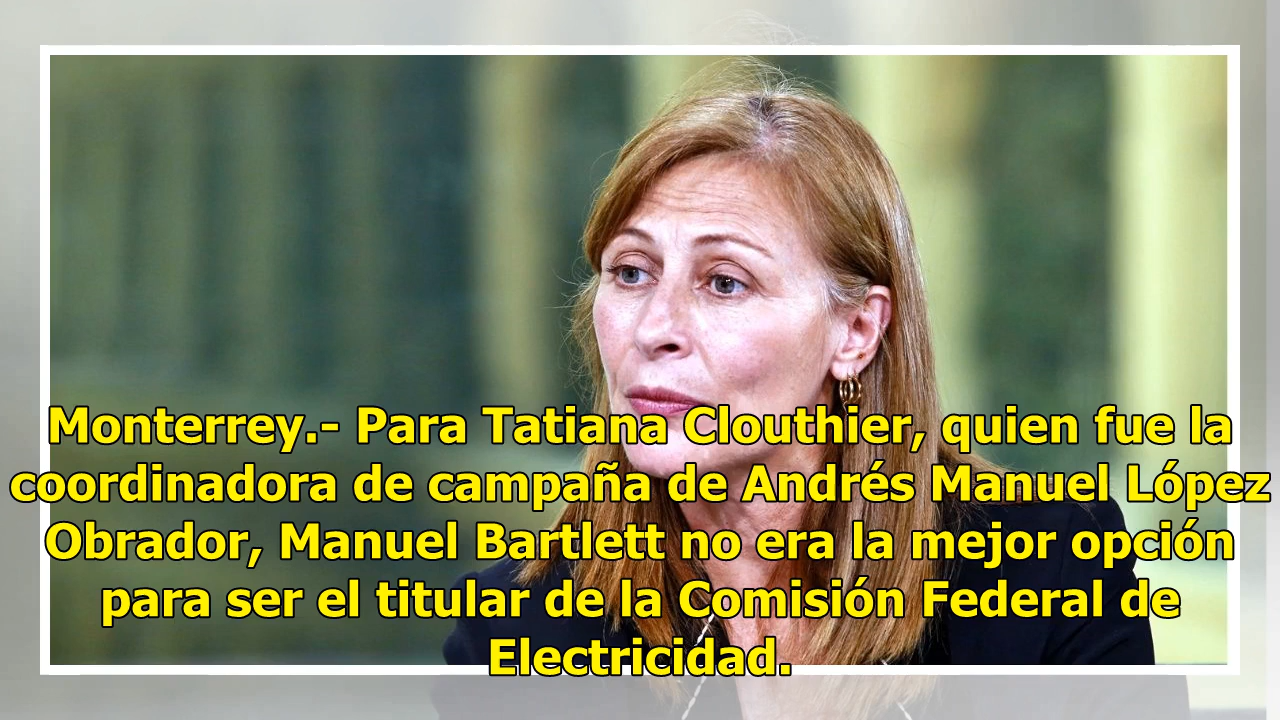 Monterrey.- Para Tatiana Clouthier, quien fue la
coordinadora de campaña de Andrés Manuel López
Obrador, Manuel Bartlett no era la mejor opción
para ser el titular de la Comisión Federal de
Electricidad.